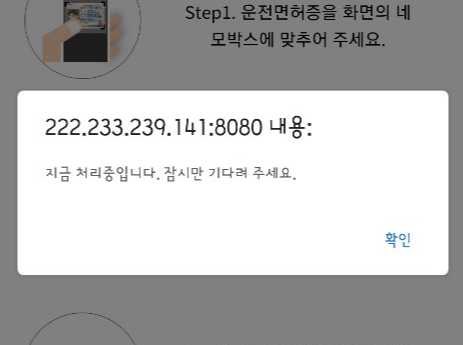 Step1. 운전면허증을 화면의 네
모박스에 맞추어 주세요.
222.233.239.141:8080 내용:
지금 처리중입니다. 잠시만 기다려 주세요.
확인